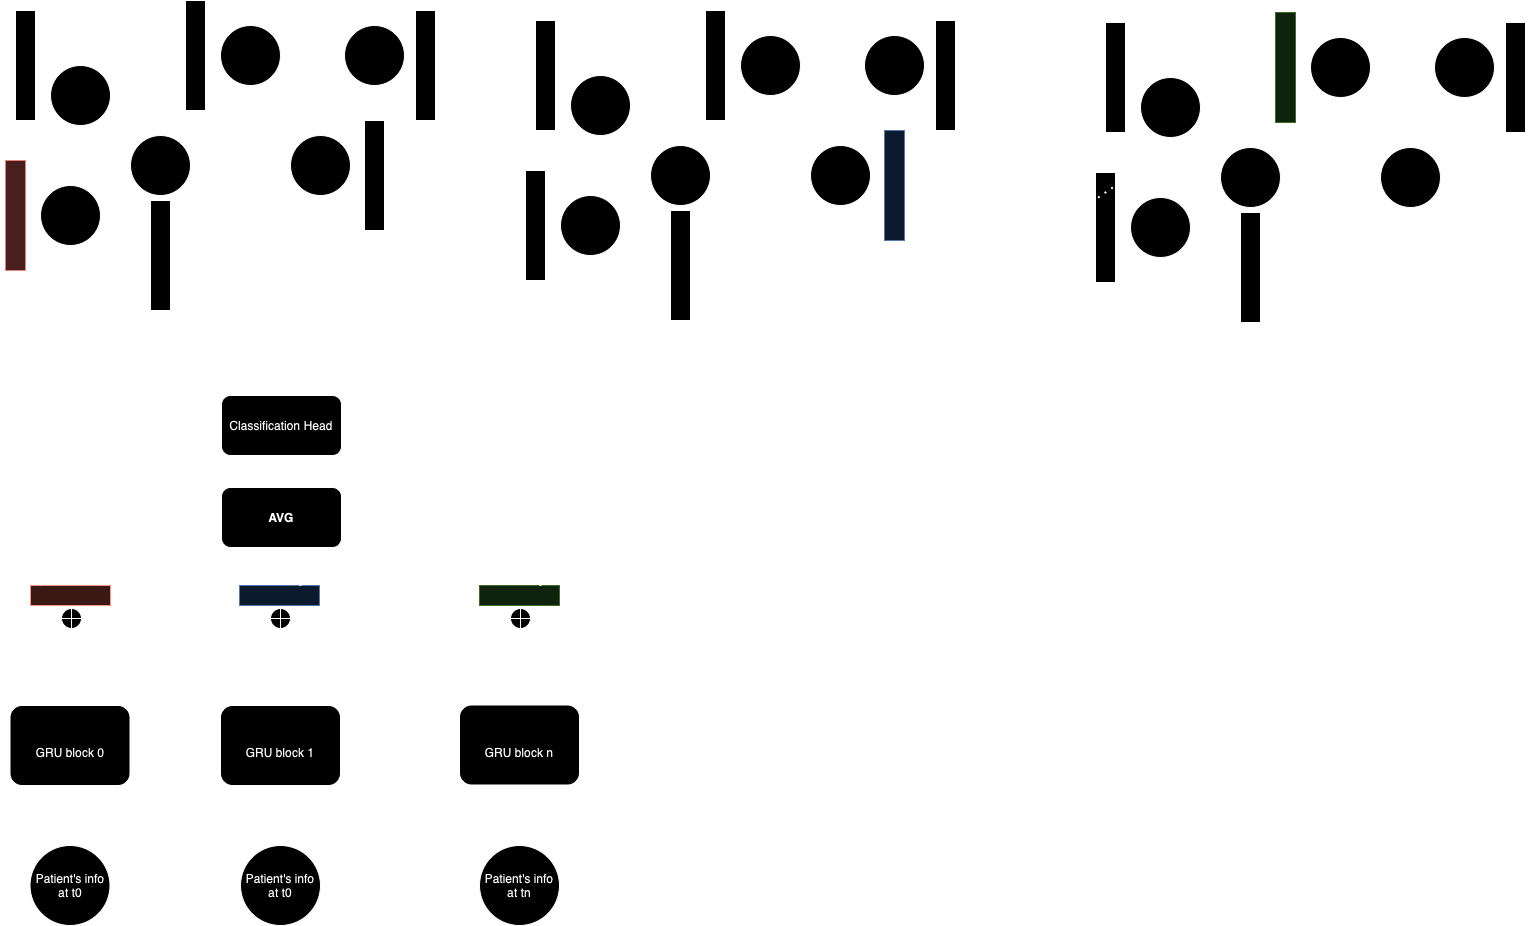 Classification Head
AVG
GRU block 0
GRU block 1
GRU block n
Patient's info
at t0
Patient's info
at t0
Patient's info
at tn